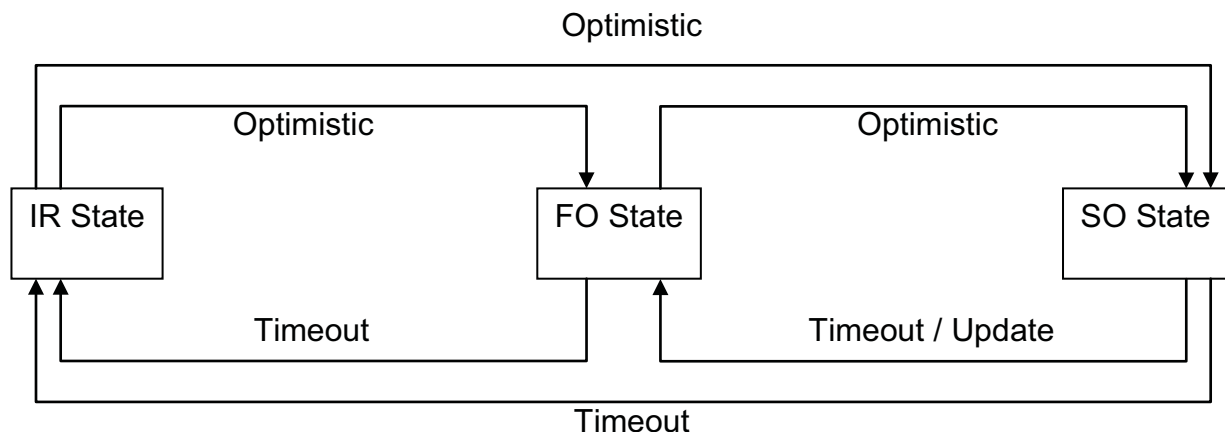 Optimistic
Optimistic
Optimistic
IR State
FO State
SO State
Timeout
Timeout / Update
Timeout